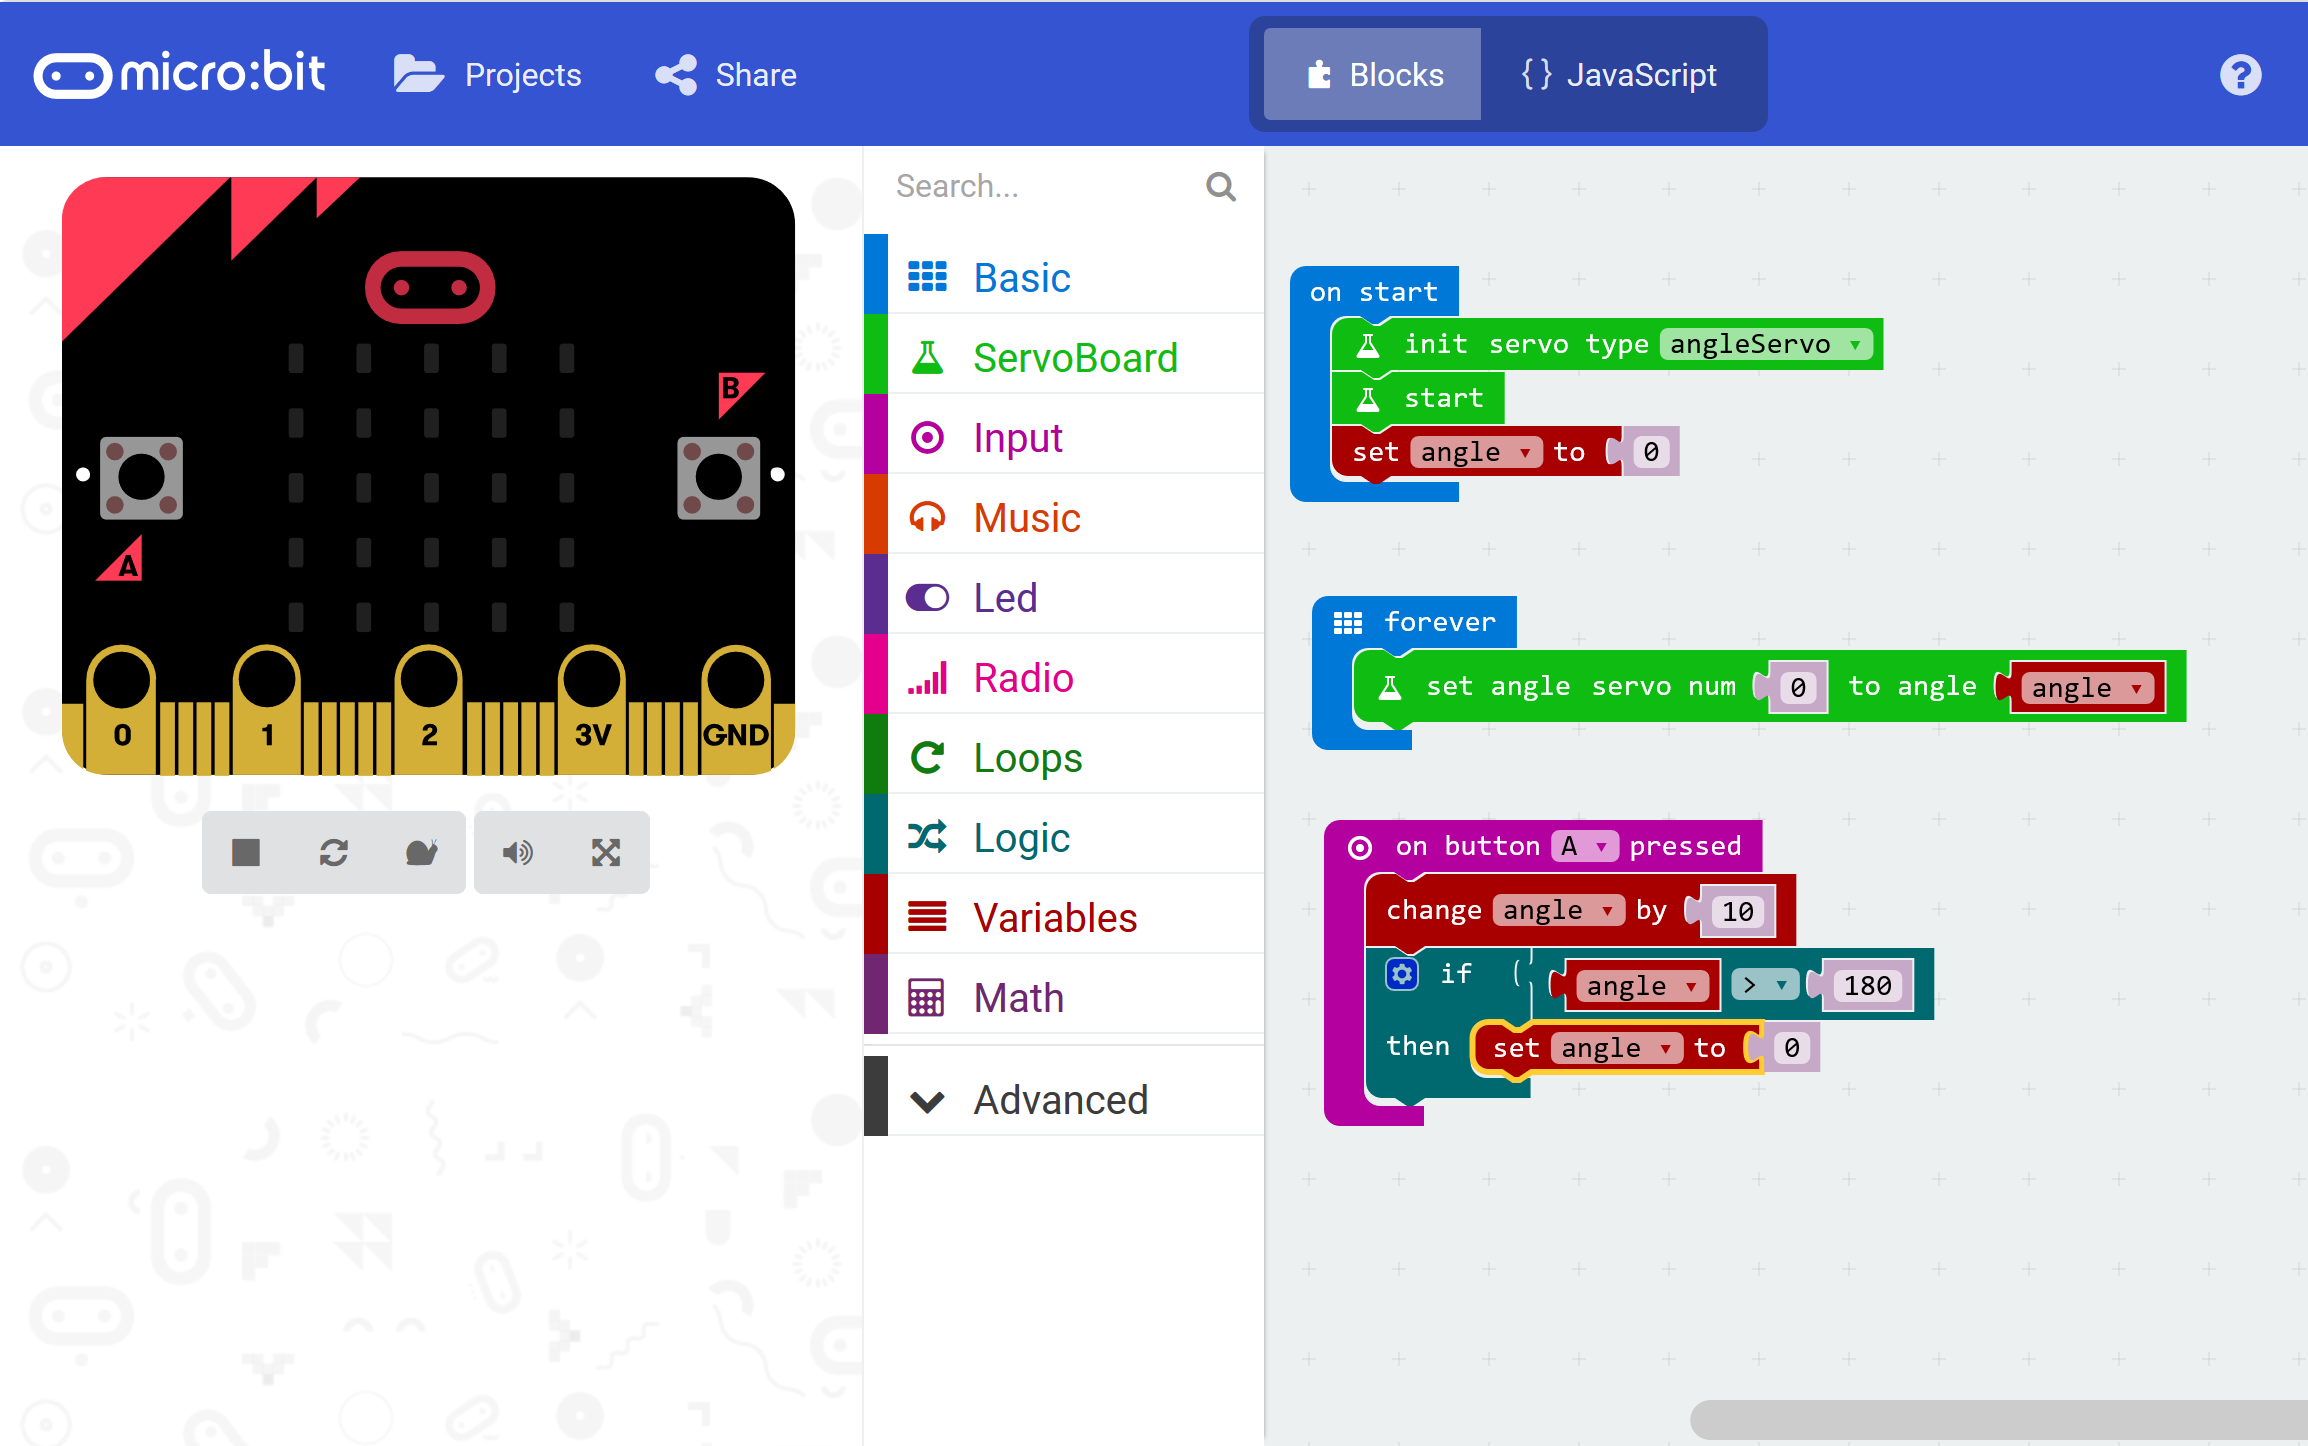 micro:bit
Projects
Share
Blocks
{ } JavaScript
?
B
A
0
1
2
3V
GND
Search...
Basic
ServoBoard
Input
Music
Led
Radio
Loops
Logic
Variables
Math
Advanced
on start
init servo type angleServo
start
set angle to 0
forever
set angle servo num 0 to angle angle
on button A pressed
change angle by 10
if angle > 180
then set angle to 0